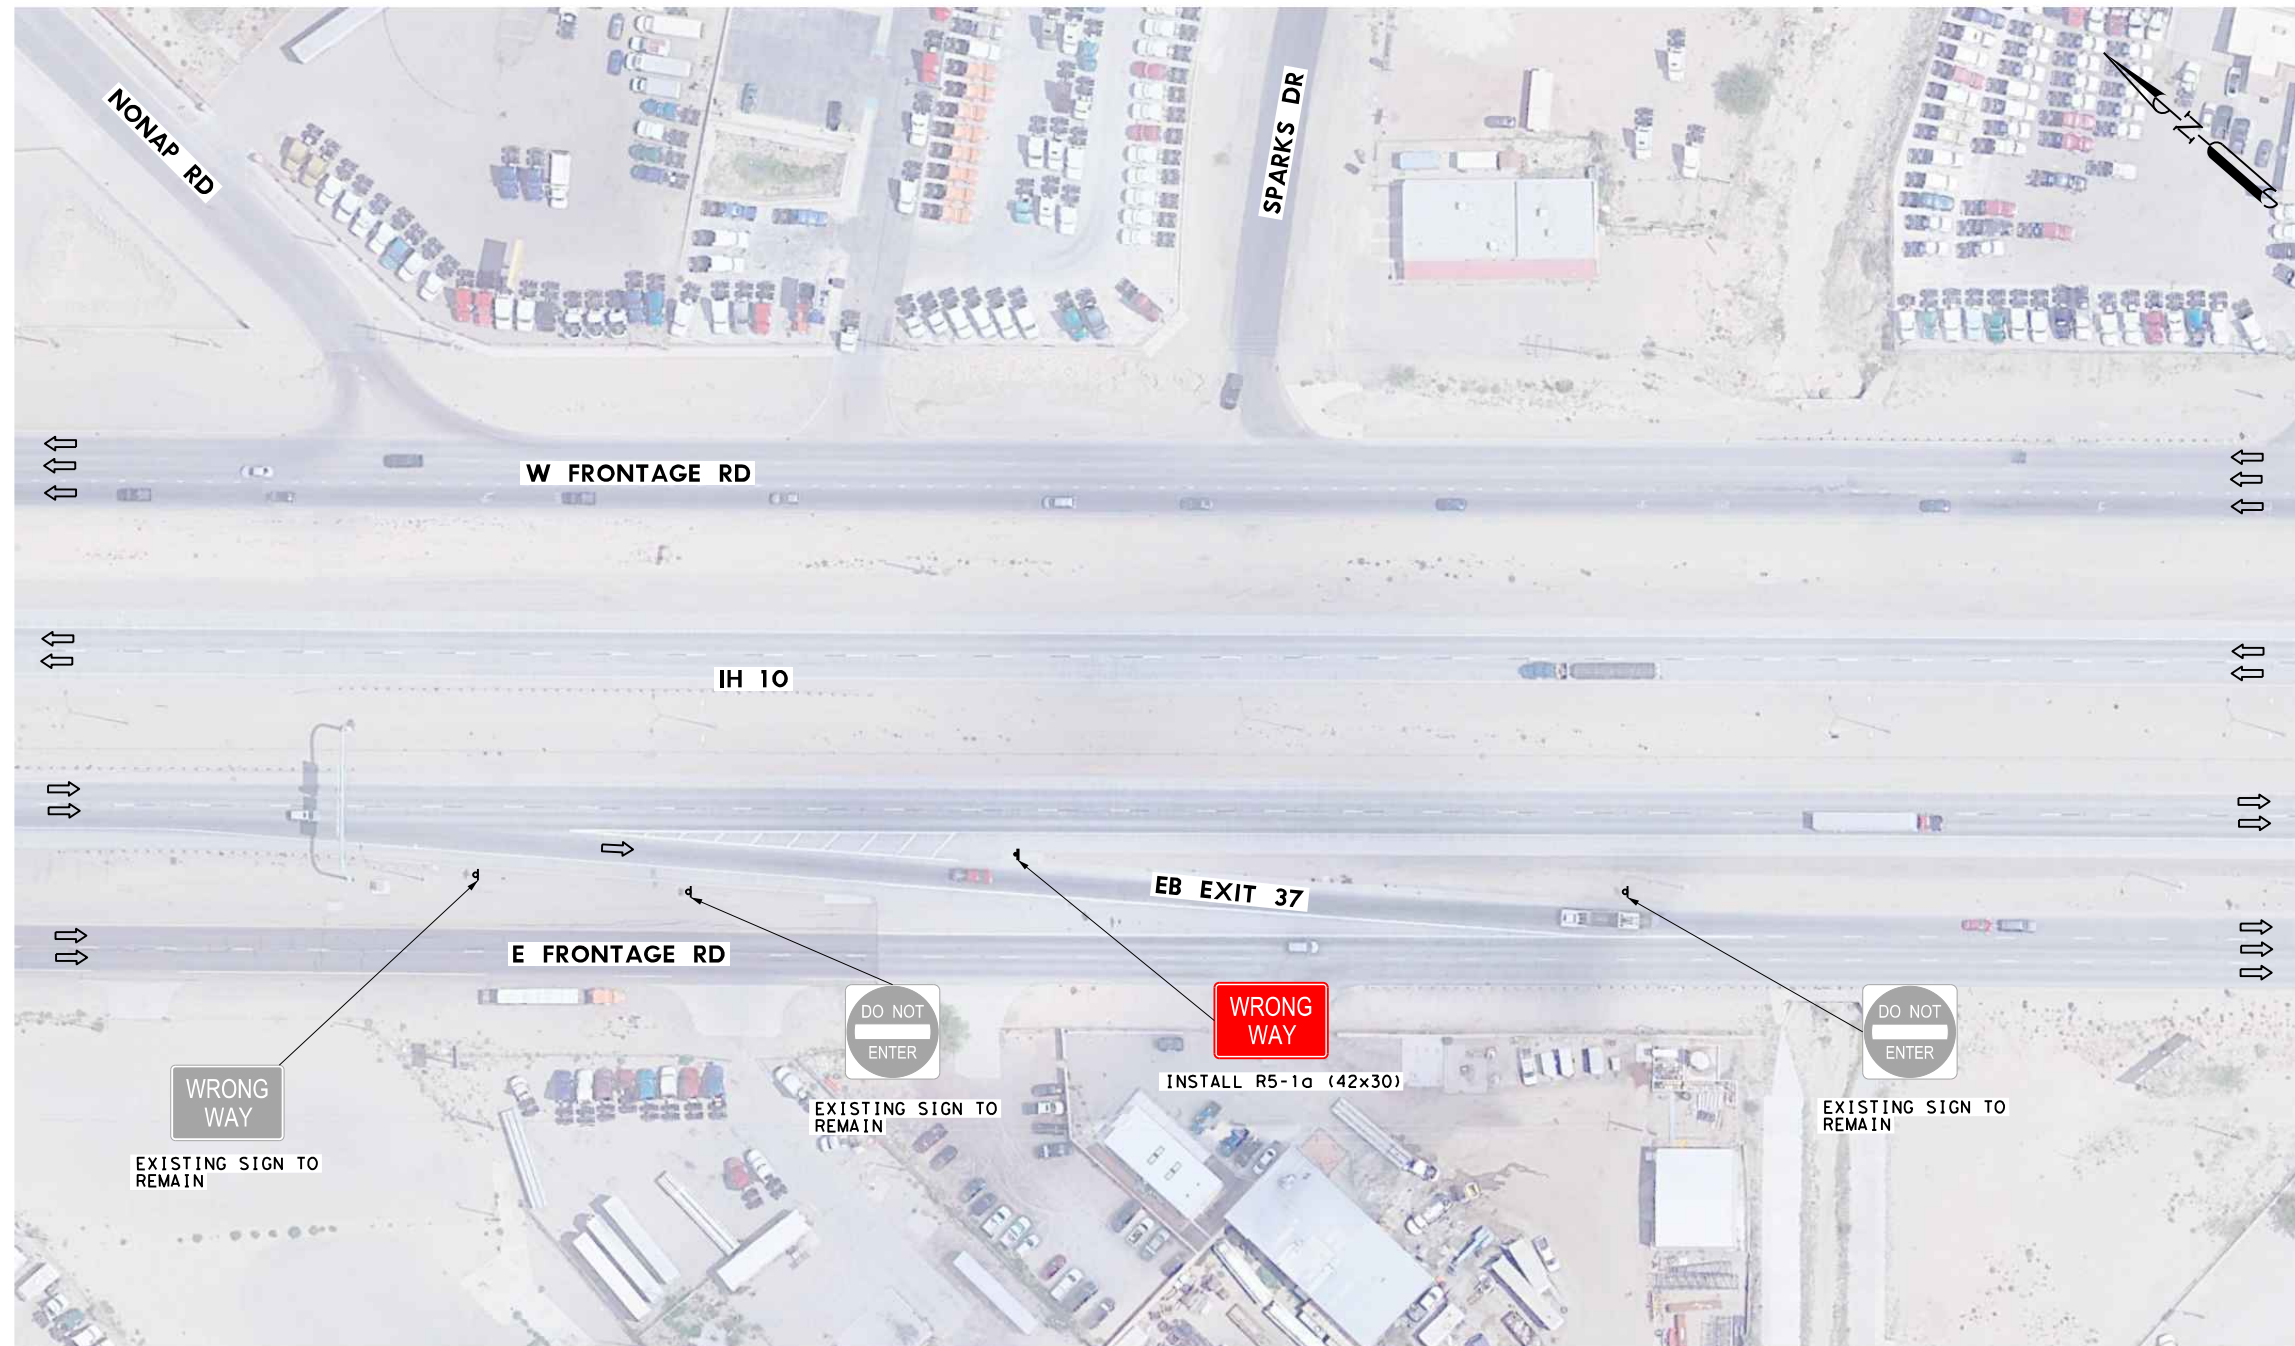 NONAP RD
SPARKS DR
N
W FRONTAGE RD
IH 10
EB EXIT 37
E FRONTAGE RD
DO NOT
ENTER
EXISTING SIGN TO
REMAIN
WRONG
WAY
INSTALL R5-1a (42x30)
DO NOT
ENTER
EXISTING SIGN TO
REMAIN
WRONG
WAY
EXISTING SIGN TO
REMAIN